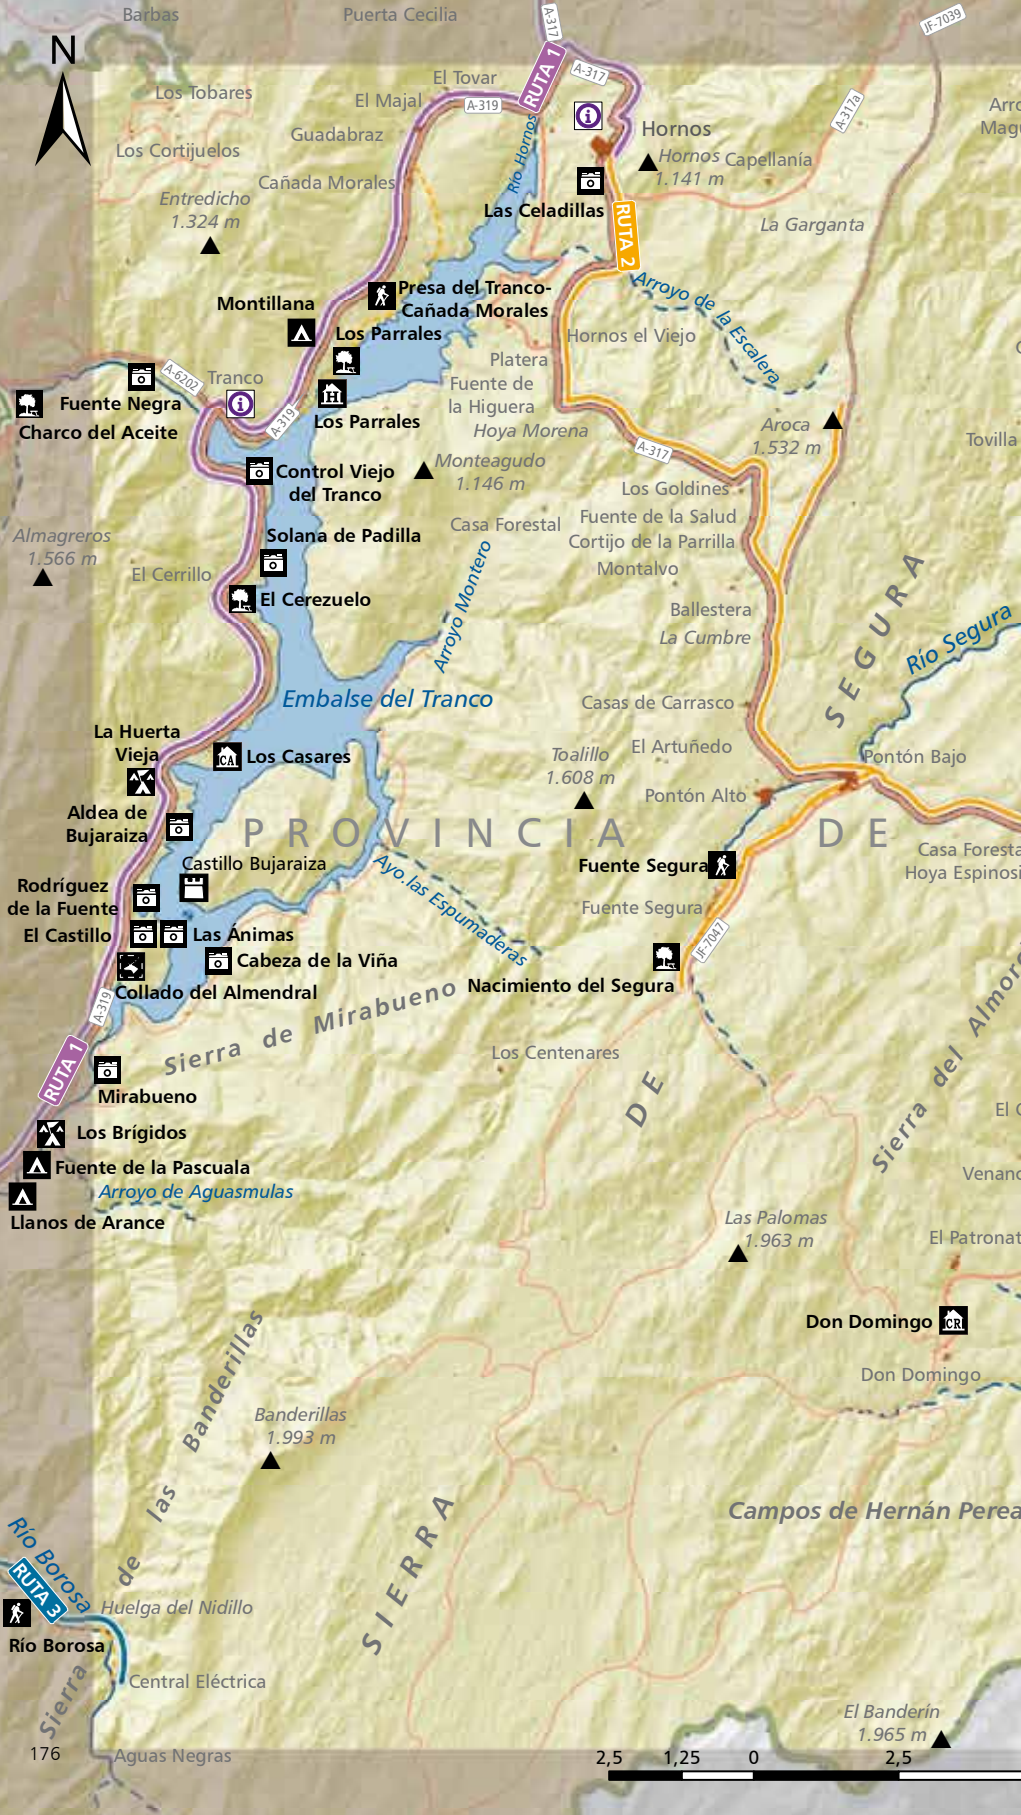 Barbas
Puerta Cecilia
A-317
JF-7039
N
El Tovar
RUTA 1
A-317
Los Tobares
El Majal
A-319
A-317a
Arro
Mag
Guadabraz
Hornos
Los Cortijuelos
Río Hornos
Hornos
1.141 m
Capellanía
Cañada Morales
Entredicho
1.324 m
Las Celadillas
RUTA 2
La Garganta
Arroyo de la Escalera
Presa del Tranco-
Cañada Morales
Montillana
Los Parrales
Hornos el Viejo
Platera
A-6202
Tranco
Fuente de
la Higuera
Fuente Negra
Charco del Aceite
A-319
Los Parrales
Hoya Morena
Aroca
1.532 m
Tovilla
A-317
Monteagudo
1.146 m
Control Viejo
del Tranco
Los Goldines
Fuente de la Salud
Casa Forestal
Cortijo de la Parrilla
Almagreros
1.566 m
Solana de Padilla
Montalvo
El Cerrillo
El Cerezuelo
Arroyo Montero
Ballestera
La Cumbre
SEGURA
Río Segura
Embalse del Tranco
Casas de Carrasco
La Huerta
Vieja
Los Casares
CA
El Artuñedo
Toalillo
1.608 m
Pontón Bajo
Pontón Alto
Aldea de
Bujaraiza
PROVINCIA DE
Casa Foresta
Hoya Espinosi
Castillo Bujaraiza
Ayo.las Espumaderas
Fuente Segura
Rodríguez
de la Fuente
Fuente Segura
El Castillo
Las Ánimas
JF-7047
Cabeza de la Viña
Nacimiento del Segura
Collado del Almendral
A-319
Sierra de Mirabueno
Sierra del Almor
Los Centenares
RUTA 1
DE
Mirabueno
El
Los Brígidos
Fuente de la Pascuala
Venanc
Arroyo de Aguasmulas
Llanos de Arance
Las Palomas
1.963 m
El Patronat
Don Domingo
CR
Don Domingo
Sierra de las Banderillas
Banderillas
1.993 m
Campos de Hernán Perea
SIERRA
Río Borosa
RUTA 3
Huelga del Nidillo
Río Borosa
Central Eléctrica
El Banderín
1.965 m
176
Aguas Negras
2,5 1,25 0 2,5